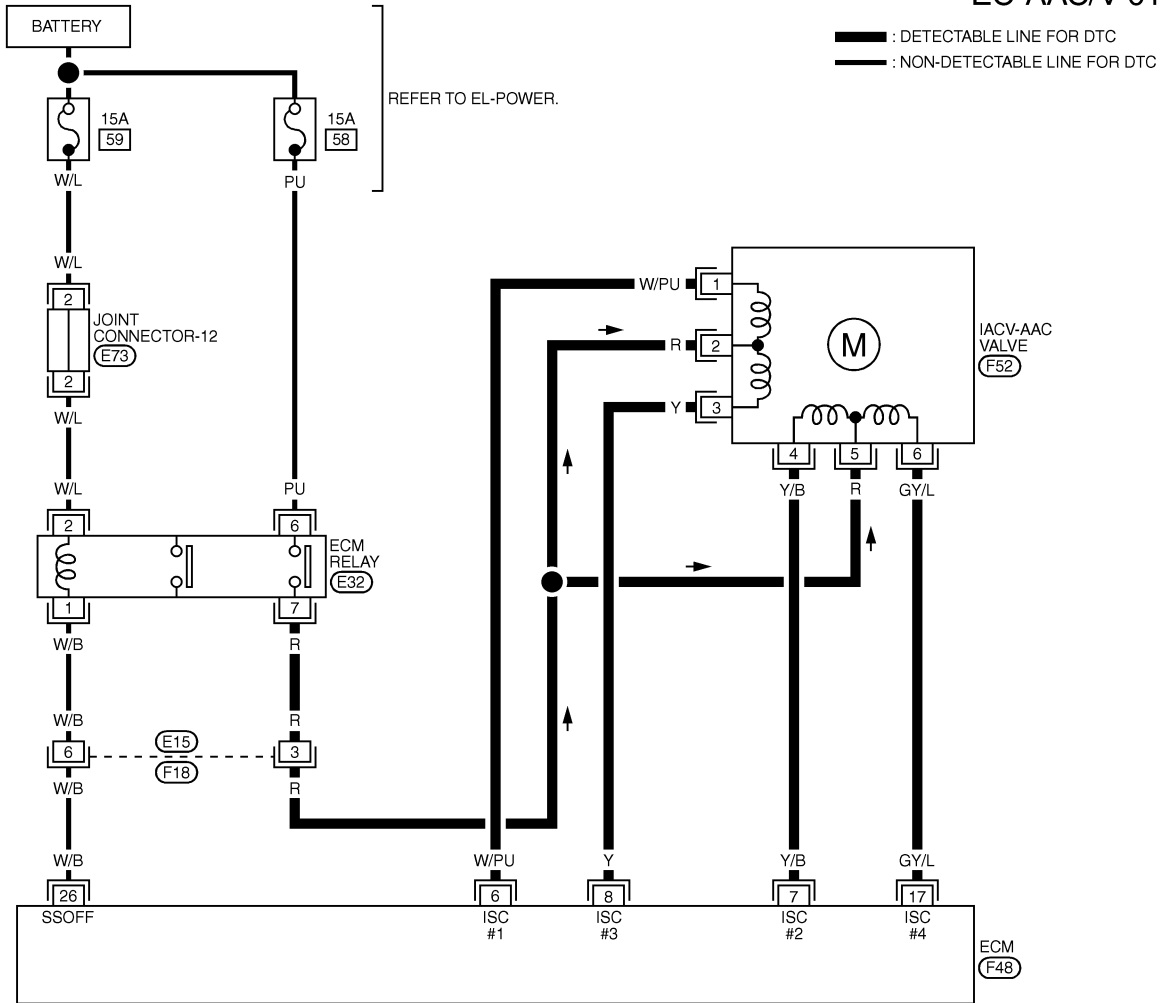 BATTERY
: DETECTABLE LINE FOR DTC
: NON-DETECTABLE LINE FOR DTC
REFER TO EL-POWER.
15A
59
15A
58
W/L
PU
W/L
2
JOINT
CONNECTOR-12
E73
2
W/L
W/L
PU
2
6
ECM
RELAY
E32
1
7
W/B
R
W/B
R
6
E15
3
F18
W/B
R
W/B
W/PU
1
R
2
Y
3
M
IACV-AAC
VALVE
F52
4
5
6
Y/B
R
GY/L
W/PU
Y
Y/B
GY/L
26
6
8
7
17
SSOFF
ISC
#1
ISC
#3
ISC
#2
ISC
#4
ECM
F48